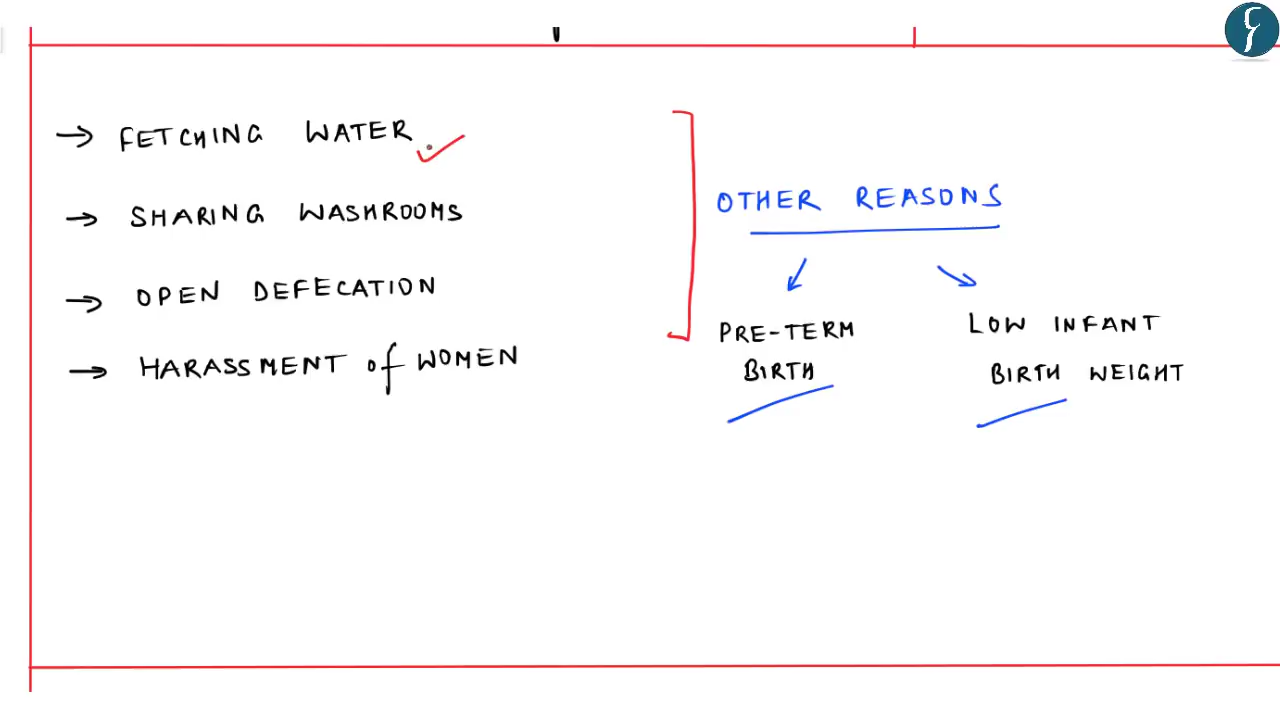 → FETCHING WATER
→ SHARING WASHROOMS
→ OPEN DEFECATION
→ HARASSMENT of WOMEN
OTHER REASONS
PRE-TERM
BIRTH
LOW INFANT
BIRTH WEIGHT